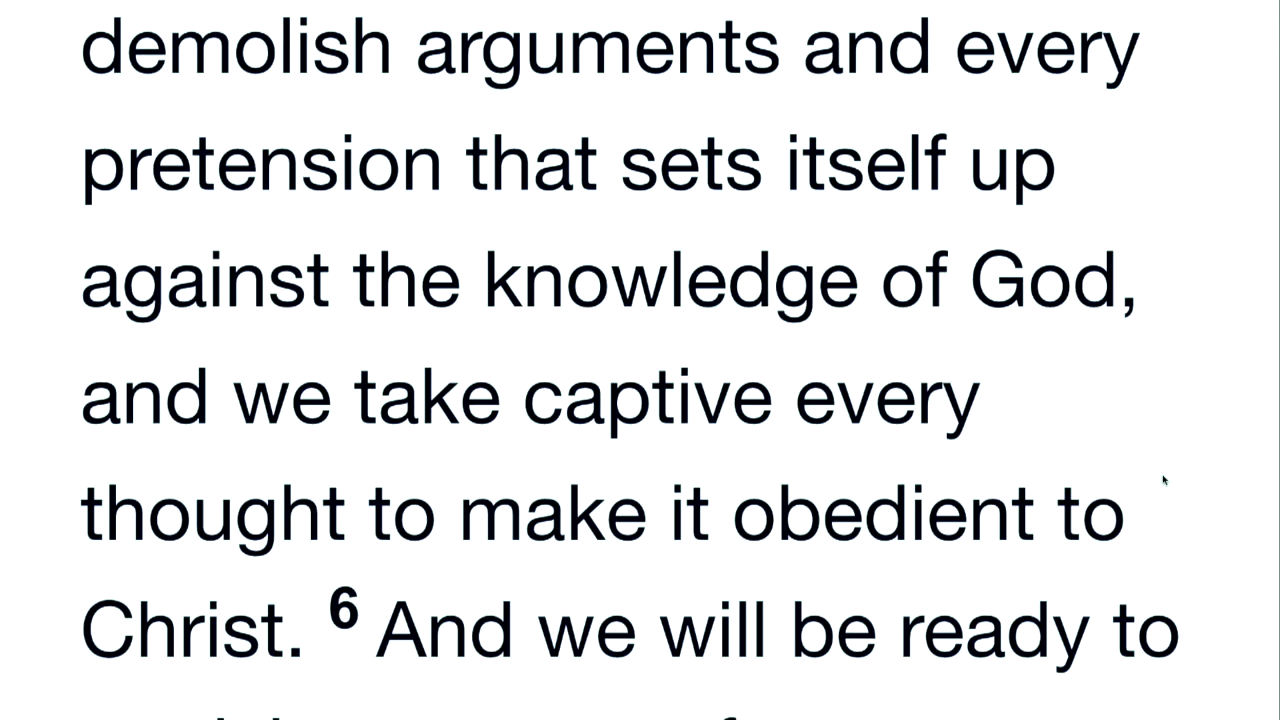 demolish arguments and every
pretension that sets itself up
against the knowledge of God,
and we take captive every
thought to make it obedient to
Christ. 6 And we will be ready to